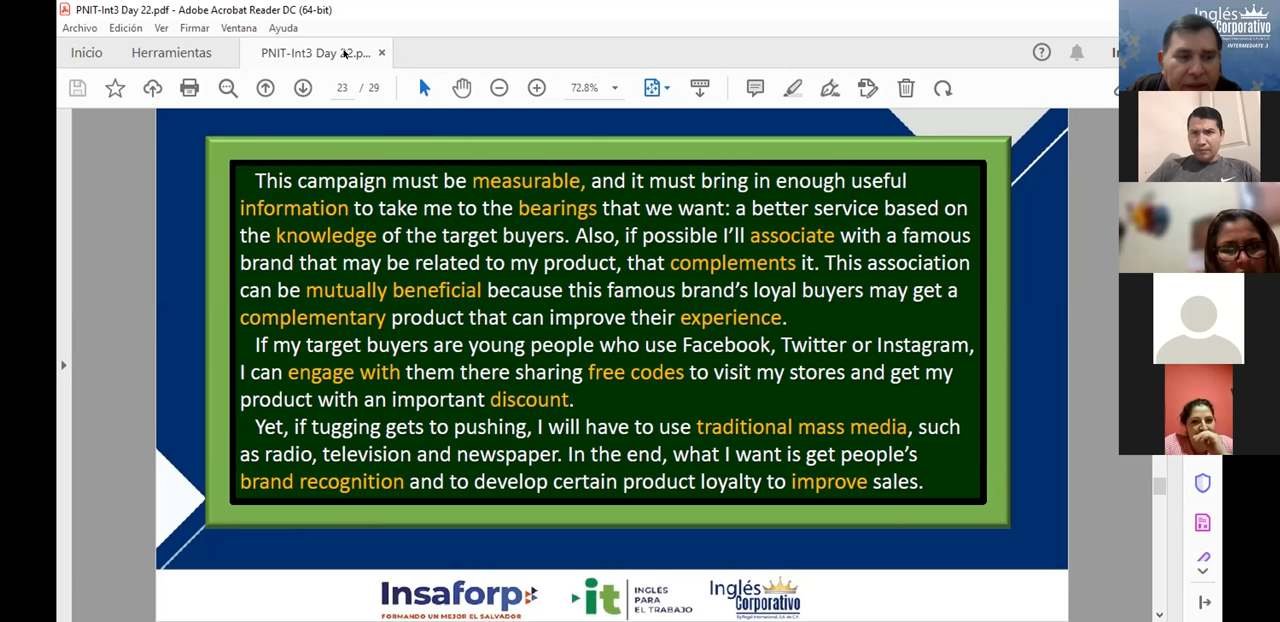 PNIT-Int3 Day 22.pdf - Adobe Acrobat Reader DC (64-bit)
Archivo Edición Ver Firmar Ventana Ayuda
Inicio Herramientas PNIT-Int3 Day 22.p... ×
23 / 29 72.8%
Inglés
Corporativo
INTERMEDIATE 3
This campaign must be measurable, and it must bring in enough useful
information to take me to the bearings that we want: a better service based on
the knowledge of the target buyers. Also, if possible I'll associate with a famous
brand that may be related to my product, that complements it. This association
can be mutually beneficial because this famous brand's loyal buyers may get a
complementary product that can improve their experience.
If my target buyers are young people who use Facebook, Twitter or Instagram,
I can engage with them there sharing free codes to visit my stores and get my
product with an important discount.
Yet, if tugging gets to pushing, I will have to use traditional mass media, such
as radio, television and newspaper. In the end, what I want is get people's
brand recognition and to develop certain product loyalty to improve sales.
Insaforp
FORMANDO UN MEJOR EL SALVADOR
it
INGLÉS
PARA
EL TRABAJO
Inglés
Corporativo